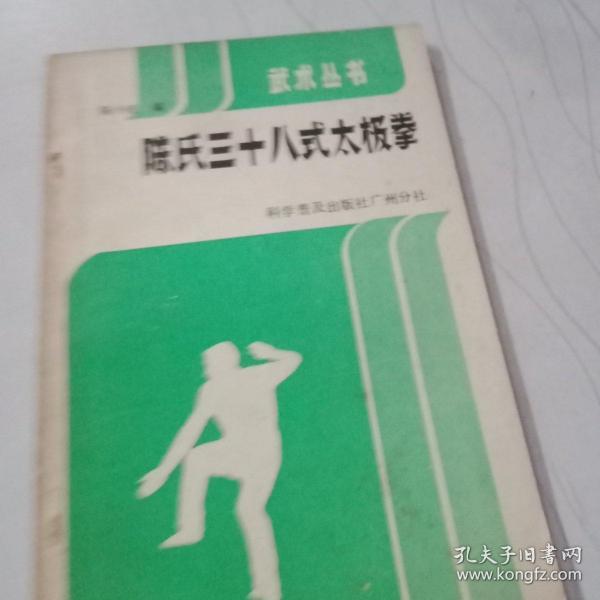 武术丛书
编
陈氏三十八式太极拳
科学普及出版社广州分社
孔夫子旧书网
www.kongfz.com